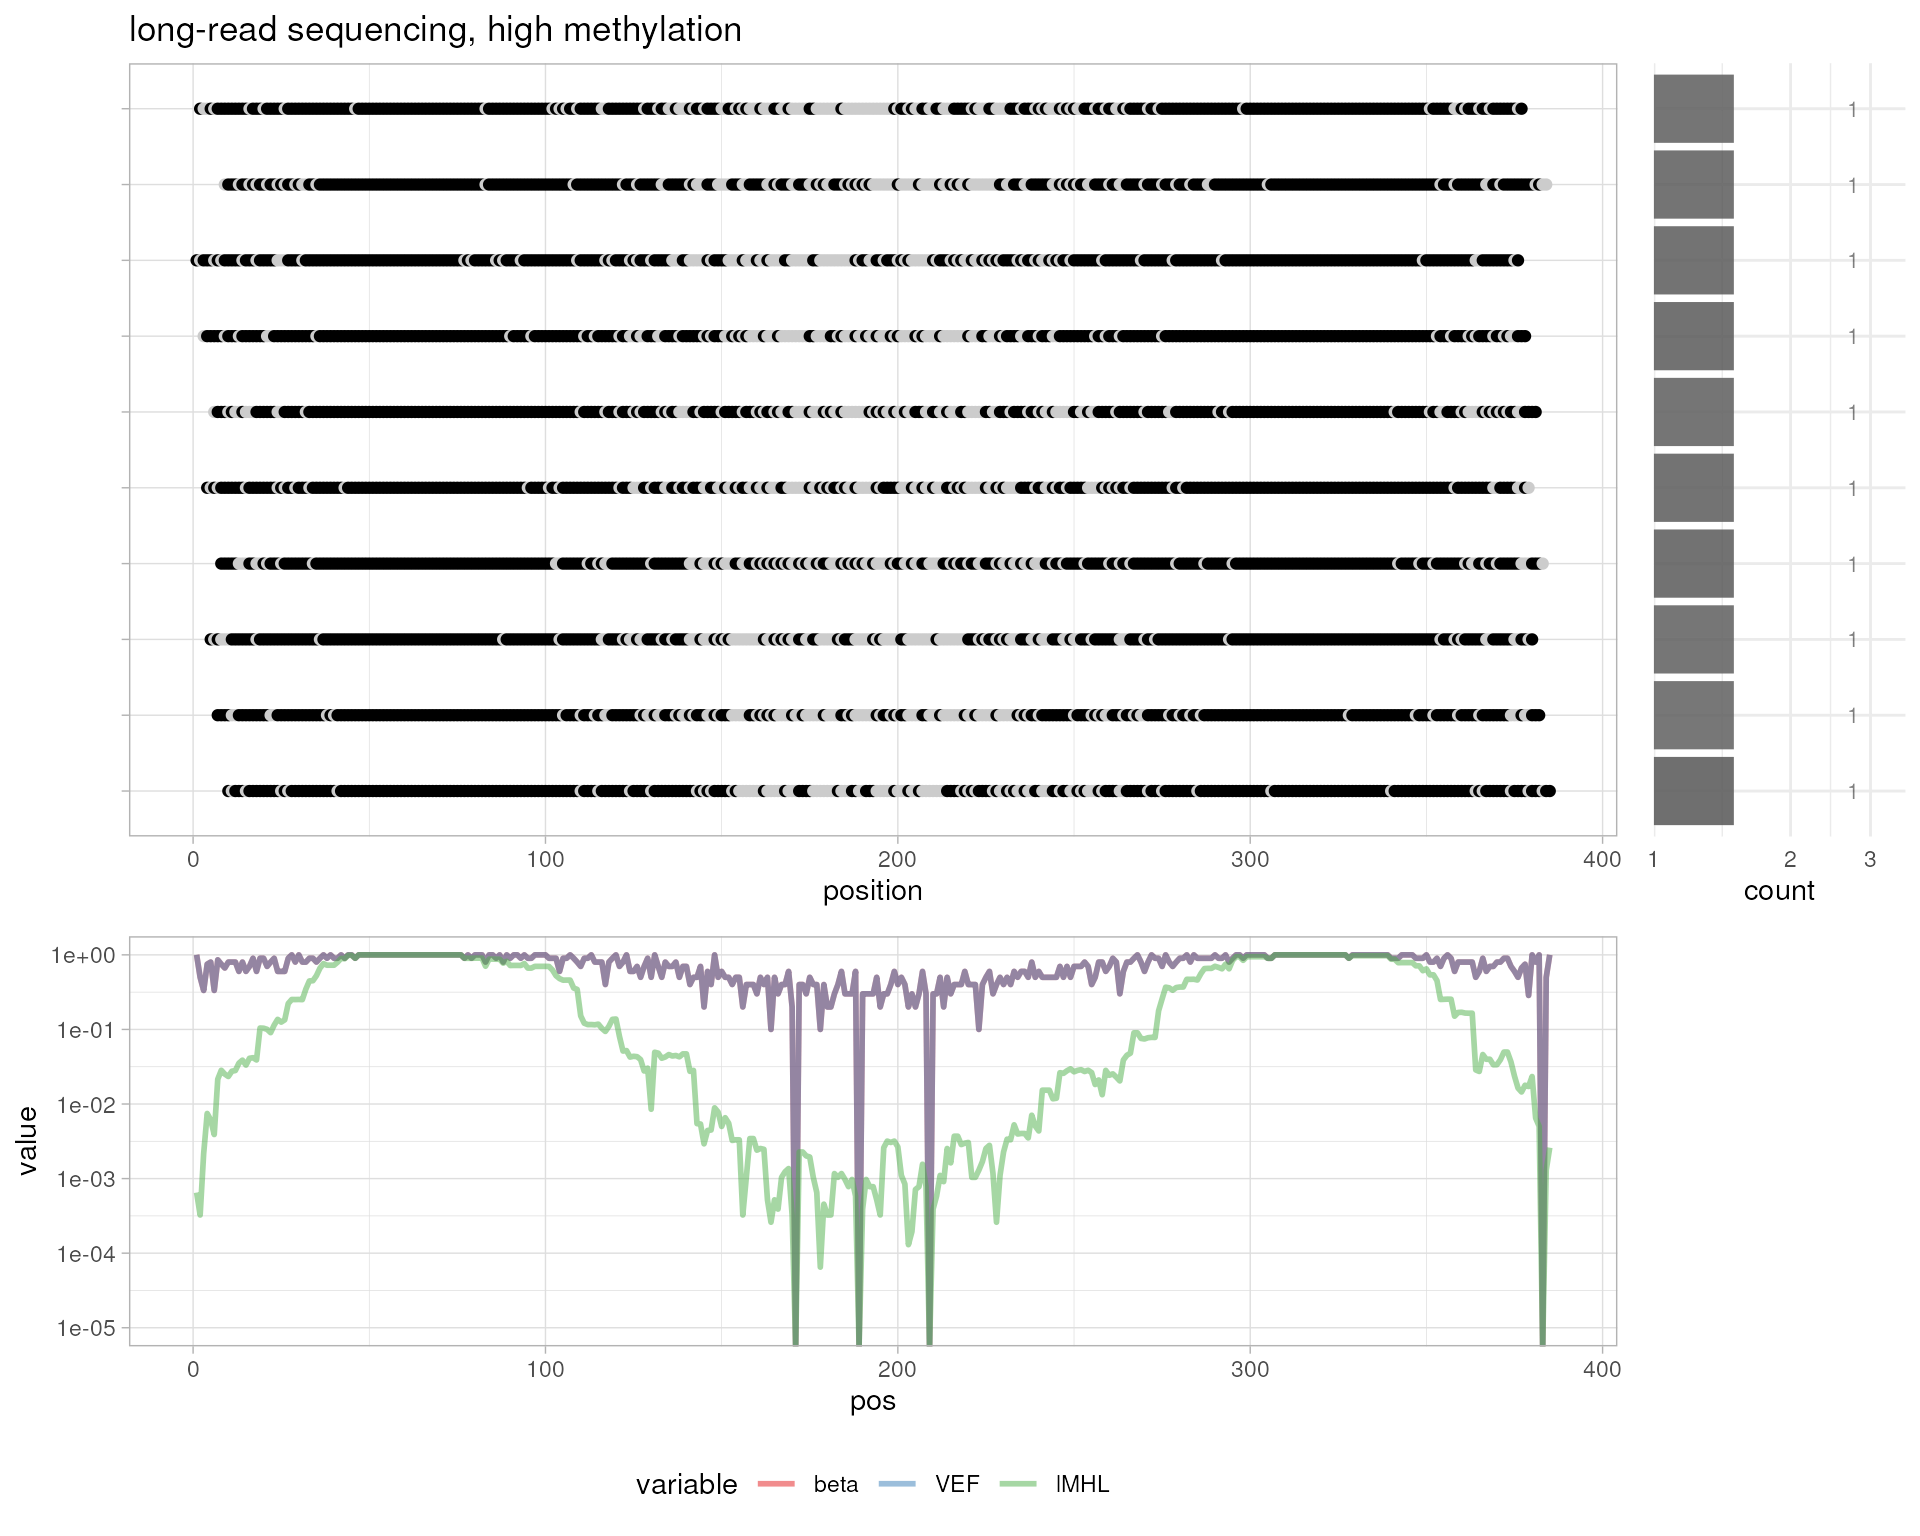 long-read sequencing, high methylation
1
1
1
1
1
1
1
1
1
1
0 100 200 300 400
position
1 2 3
count
1e+00
1e-01
1e-02
1e-03
1e-04
1e-05
value
0 100 200 300 400
pos
variable beta VEF lMHL